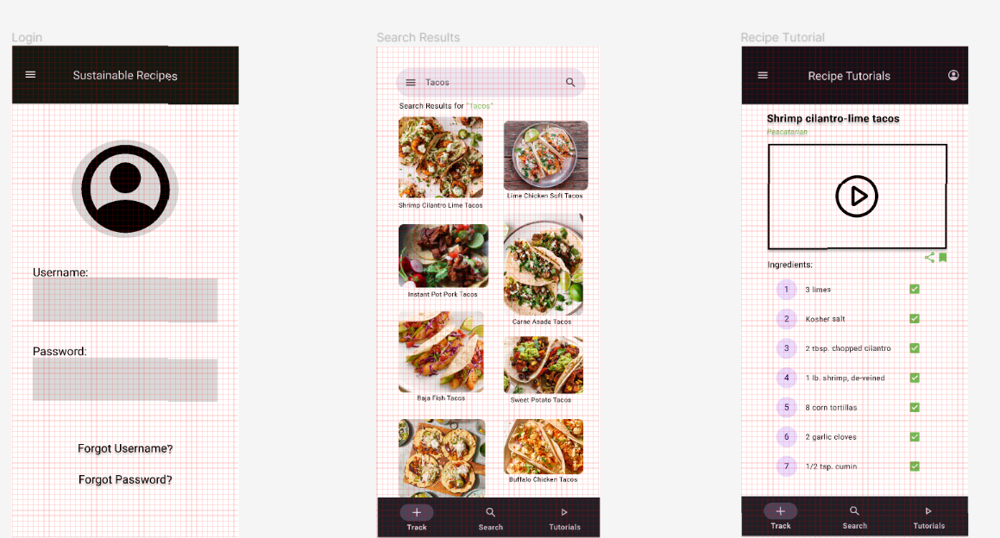 Login
Sustainable Recipes
Username:
Password:
Forgot Username?
Forgot Password?
Search Results
Tacos
Search Results for "Tacos"
Shrimp Cilantro Lime Tacos
Lime Chicken Soft Tacos
Instant Pot Pork Tacos
Carne Asada Tacos
Baja Fish Tacos
Sweet Potato Tacos
Buffalo Chicken Tacos
Track
Search
Tutorials
Recipe Tutorial
Recipe Tutorials
Shrimp cilantro-lime tacos
Pescatarian
Ingredients:
1 3 limes
2 Kosher salt
3 2 tbsp. chopped cilantro
4 1 lb. shrimp, de-veined
5 8 corn tortillas
6 2 garlic cloves
7 1/2 tsp. cumin
Track
Search
Tutorials